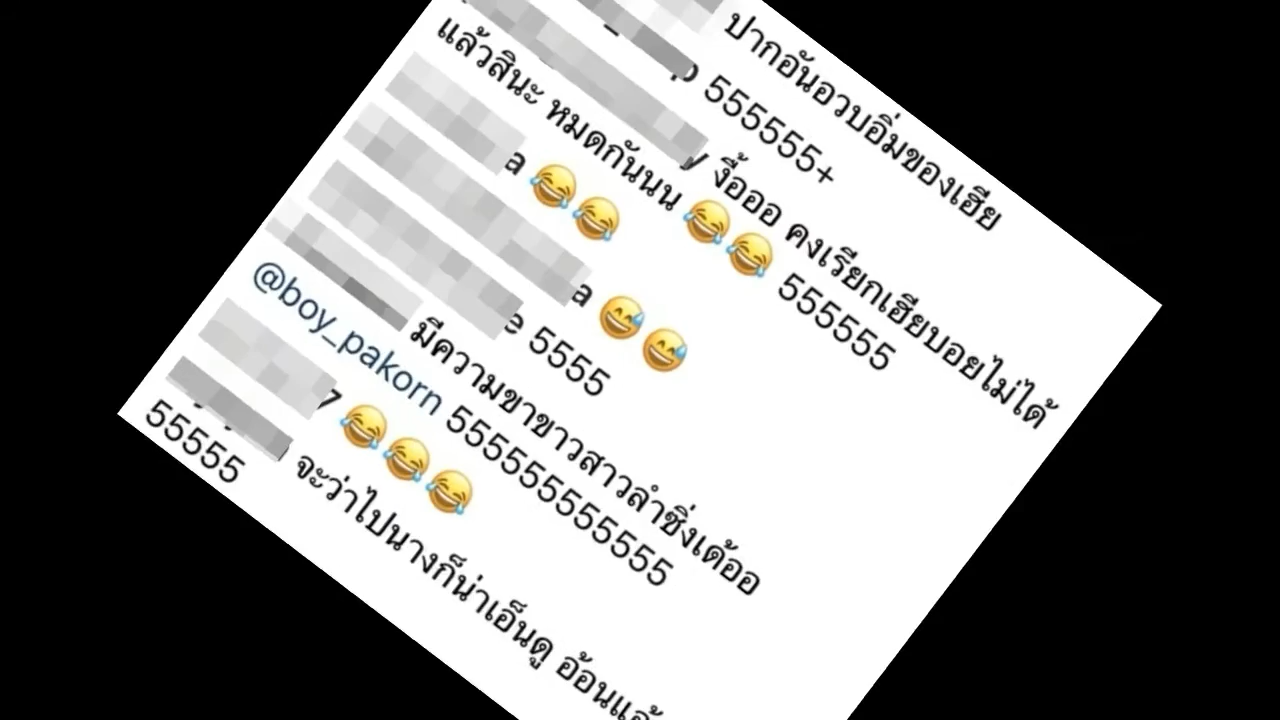 ปากอันอวบอิ่มของเฮีย
p 555555+
y งื้อออ คงเรียกเฮียบอยไม่ได้
แล้วสินะ หมดกันนน 😂😂 555555
a 😂😂
a 😅😅
e 5555
มีความขาขาวสาวลำซิ่งเด้ออ
@boy_pakorn 5555555555555
7 😂😂😂
จะว่าไปนางก็น่าเอ็นดู อ้อนแอ้
55555